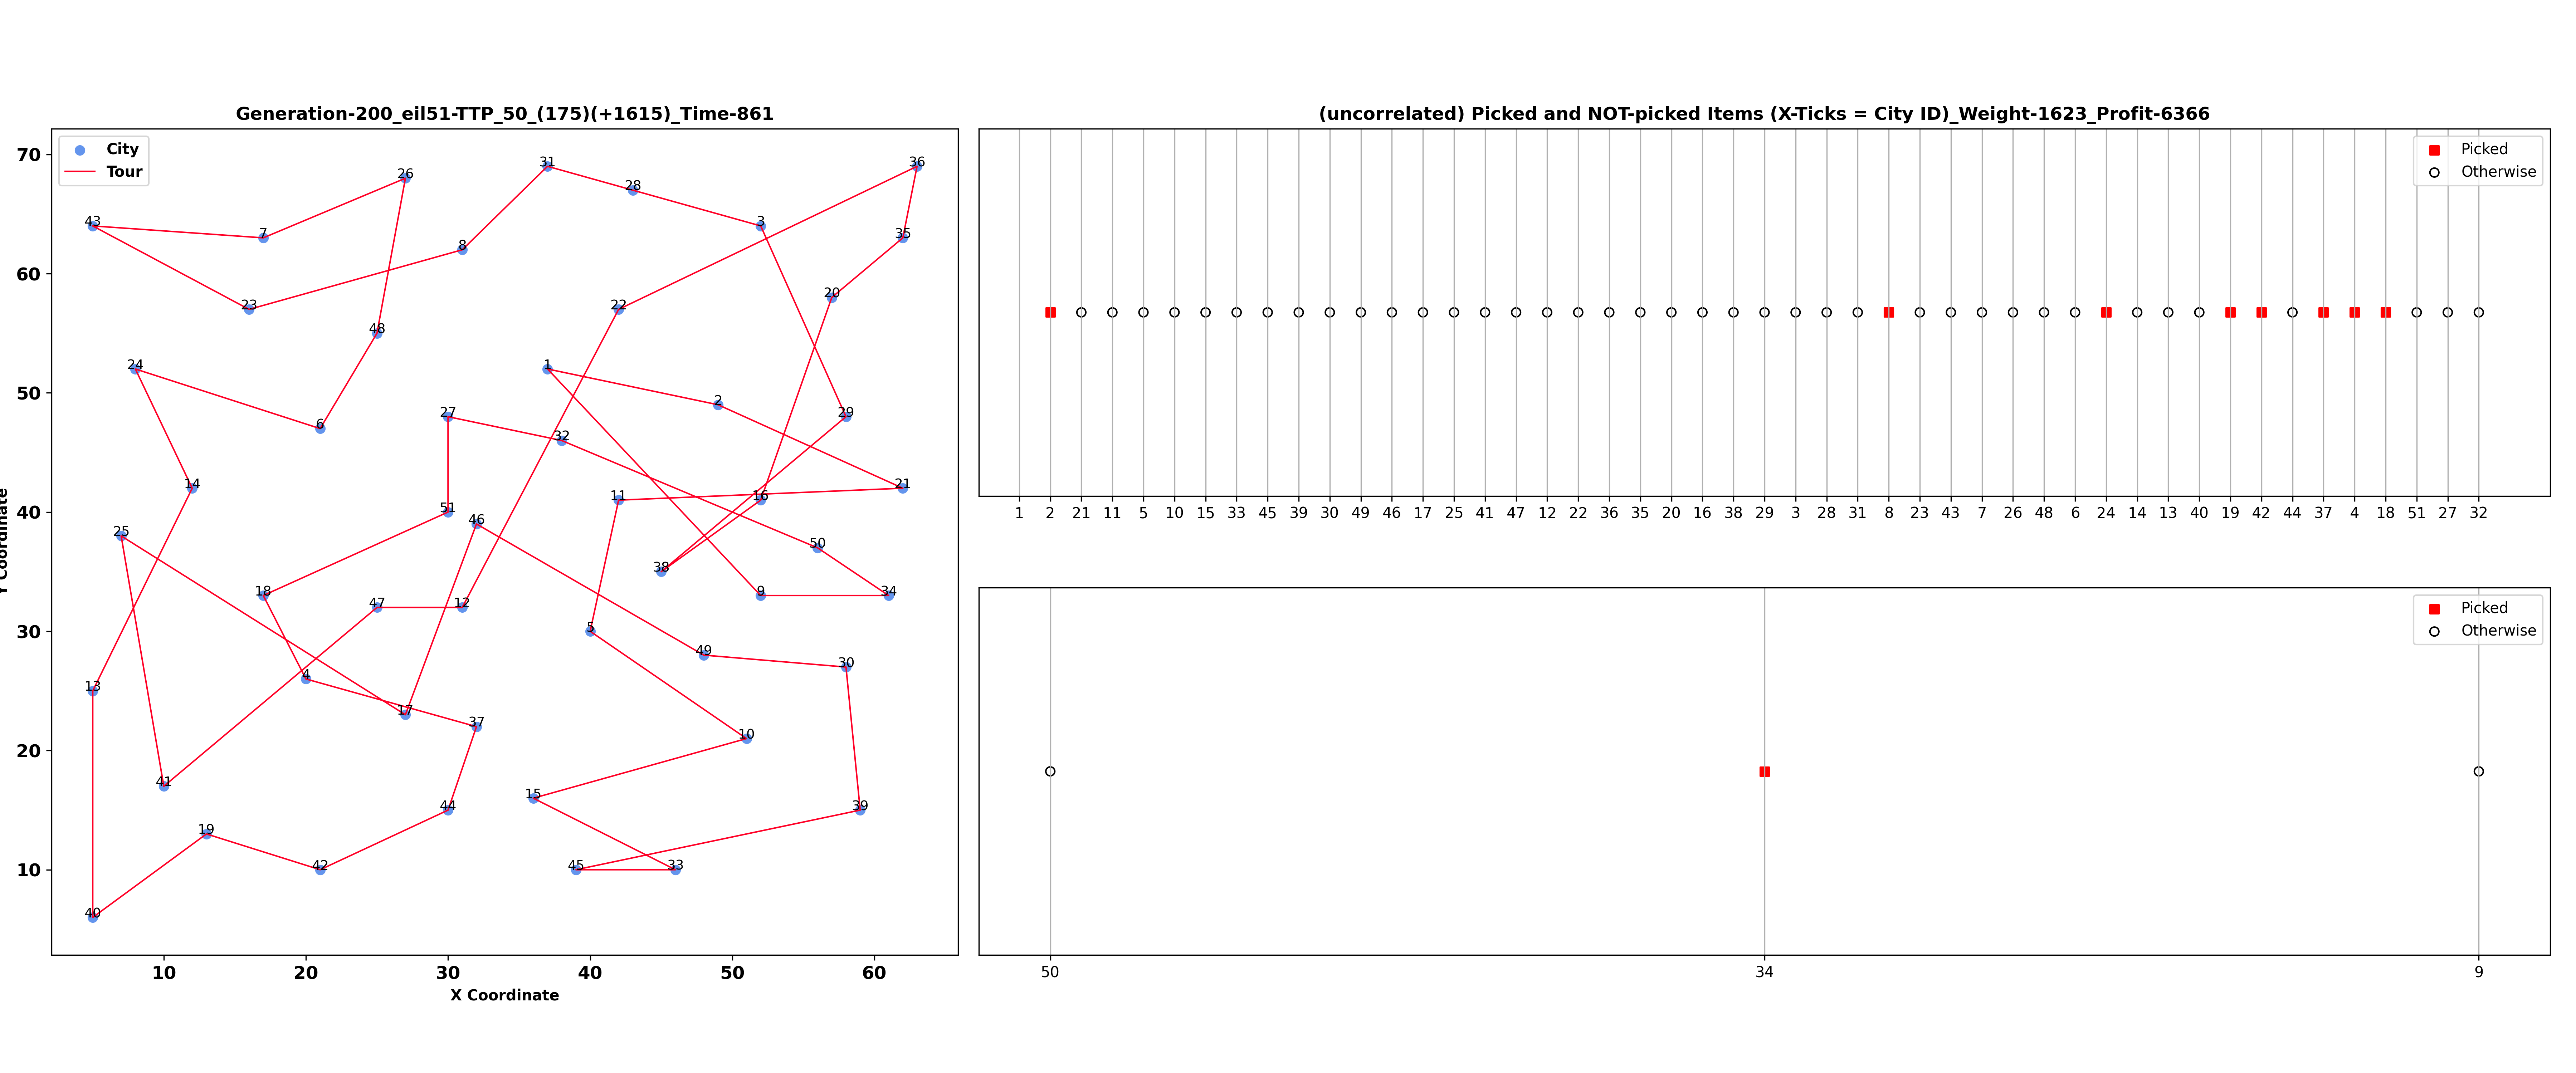 Generation-200_eil51-TTP_50_(175)(+1615)_Time-861
City
Tour
70
60
50
40
30
20
10
Y Coordinate
10 20 30 40 50 60
X Coordinate
31 36
26 28
43 7 3 35
8
23 22 20
48
24 1
27 2 29
6 32
14 11 16 21
25 51 46
50
38
18 47 12 9 34
5
49 30
13 4
17 37
10
41 15
19 44 39
42 45 33
40
(uncorrelated) Picked and NOT-picked Items (X-Ticks = City ID)_Weight-1623_Profit-6366
Picked
Otherwise
1 2 21 11 5 10 15 33 45 39 30 49 46 17 25 41 47 12 22 36 35 20 16 38 29 3 28 31 8 23 43 7 26 48 6 24 14 13 40 19 42 44 37 4 18 51 27 32
Picked
Otherwise
50 34 9